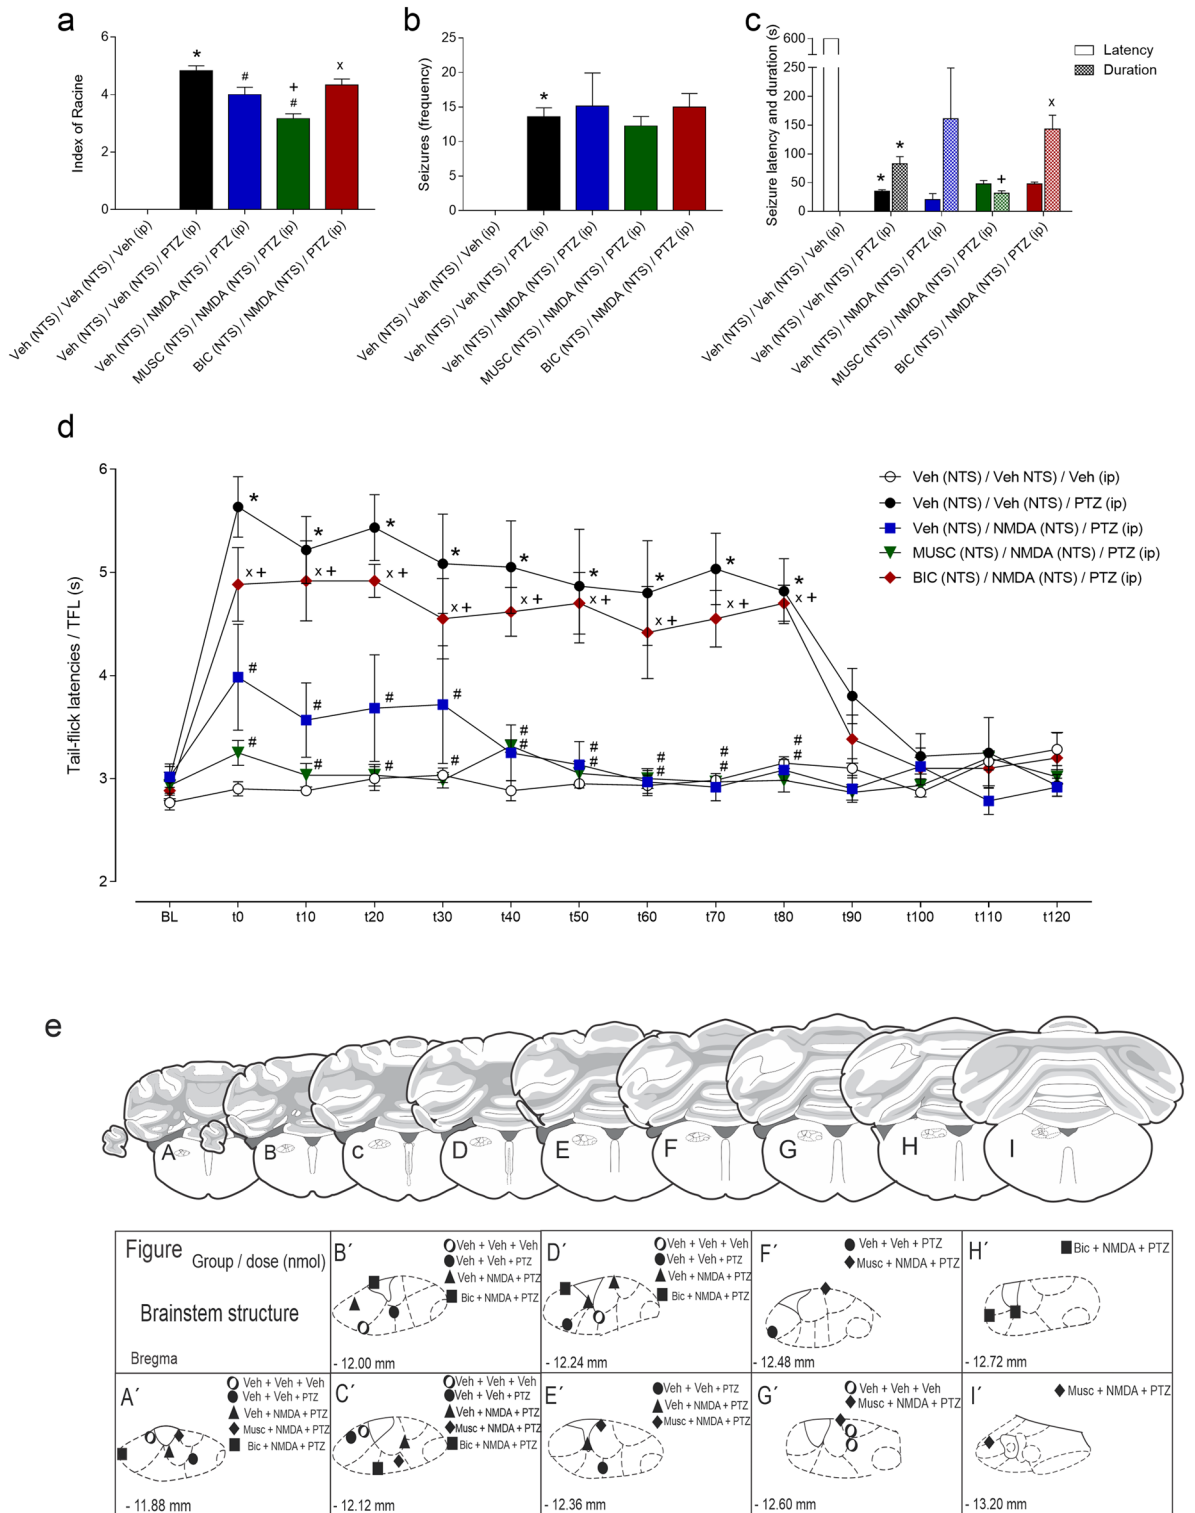 a
Index of Racine
6
4
2
0
*
#
+
#
x
Veh (NTS) / Veh (NTS) / Veh (ip)
Veh (NTS) / Veh (NTS) / PTZ (ip)
Veh (NTS) / NMDA (NTS) / PTZ (ip)
MUSC (NTS) / NMDA (NTS) / PTZ (ip)
BIC (NTS) / NMDA (NTS) / PTZ (ip)
b
Seizures (frequency)
25
20
15
10
5
0
*
Veh (NTS) / Veh (NTS) / Veh (ip)
Veh (NTS) / Veh (NTS) / PTZ (ip)
Veh (NTS) / NMDA (NTS) / PTZ (ip)
MUSC (NTS) / NMDA (NTS) / PTZ (ip)
BIC (NTS) / NMDA (NTS) / PTZ (ip)
c
Seizure latency and duration (s)
600
250
200
150
100
50
0
Latency
Duration
*
*
+
x
Veh (NTS) / Veh (NTS) / Veh (ip)
Veh (NTS) / Veh (NTS) / PTZ (ip)
Veh (NTS) / NMDA (NTS) / PTZ (ip)
MUSC (NTS) / NMDA (NTS) / PTZ (ip)
BIC (NTS) / NMDA (NTS) / PTZ (ip)
d
Tail-flick latencies / TFL (s)
6
5
4
3
2
Veh (NTS) / Veh NTS) / Veh (ip)
Veh (NTS) / Veh (NTS) / PTZ (ip)
Veh (NTS) / NMDA (NTS) / PTZ (ip)
MUSC (NTS) / NMDA (NTS) / PTZ (ip)
BIC (NTS) / NMDA (NTS) / PTZ (ip)
* * * * * * * * *
x + x + x + x + x + x + x + x + x +
# # # # # # # # #
# # # # # # # # #
BL t0 t10 t20 t30 t40 t50 t60 t70 t80 t90 t100 t110 t120
e
A B c D E F G H I
Figure
Group / dose (nmol)
Brainstem structure
Bregma
B´
Veh + Veh + Veh
Veh + Veh + PTZ
Veh + NMDA + PTZ
Bic + NMDA + PTZ
- 12.00 mm
D´
Veh + Veh + Veh
Veh + Veh + PTZ
Veh + NMDA + PTZ
Bic + NMDA + PTZ
- 12.24 mm
F´
Veh + Veh + PTZ
Musc + NMDA + PTZ
- 12.48 mm
H´
Bic + NMDA + PTZ
- 12.72 mm
A´
Veh + Veh + Veh
Veh + Veh + PTZ
Veh + NMDA + PTZ
Musc + NMDA + PTZ
Bic + NMDA + PTZ
- 11.88 mm
C´
Veh + Veh + Veh
Veh + Veh + PTZ
Veh + NMDA + PTZ
Musc + NMDA + PTZ
Bic + NMDA + PTZ
- 12.12 mm
E´
Veh + Veh + PTZ
Veh + NMDA + PTZ
Musc + NMDA + PTZ
- 12.36 mm
G´
Veh + Veh + Veh
Musc + NMDA + PTZ
- 12.60 mm
I´
Musc + NMDA + PTZ
- 13.20 mm